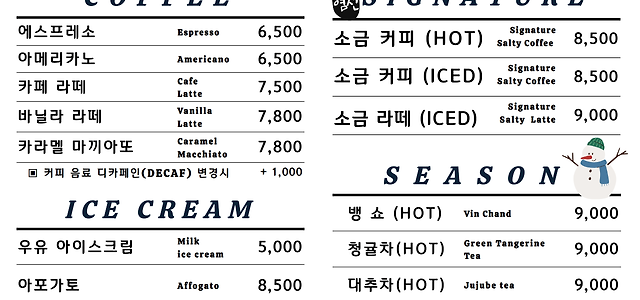 COFFEE
에스프레소 Espresso 6,500
아메리카노 Americano 6,500
카페 라떼 Cafe Latte 7,500
바닐라 라떼 Vanilla Latte 7,800
카라멜 마끼아또 Caramel Macchiato 7,800
▣ 커피 음료 디카페인(DECAF) 변경시 + 1,000
ICE CREAM
우유 아이스크림 Milk ice cream 5,000
아포가토 Affogato 8,500
SIGNATURE
소금 커피 (HOT) Signature Salty Coffee 8,500
소금 커피 (ICED) Signature Salty Coffee 8,500
소금 라떼 (ICED) Signature Salty Latte 9,000
SEASON
뱅 쇼 (HOT) Vin Chand 9,000
청귤차(HOT) Green Tangerine Tea 9,000
대추차(HOT) Jujube tea 9,000